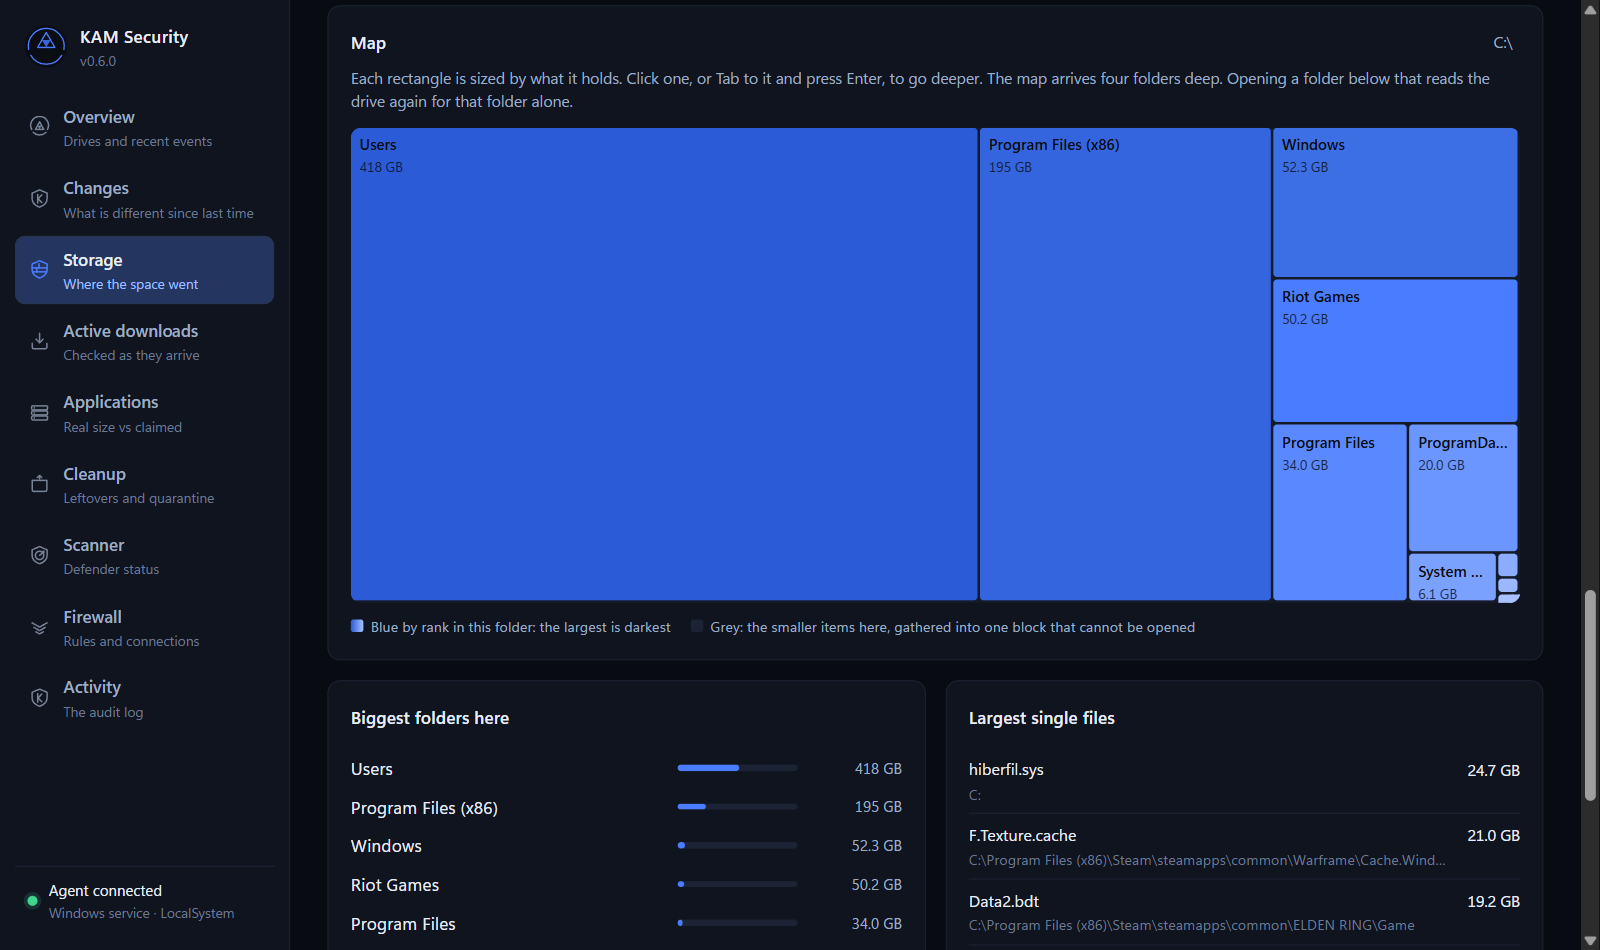 KAM Security
v0.6.0
Overview
Drives and recent events
Changes
What is different since last time
Storage
Where the space went
Active downloads
Checked as they arrive
Applications
Real size vs claimed
Cleanup
Leftovers and quarantine
Scanner
Defender status
Firewall
Rules and connections
Activity
The audit log
Agent connected
Windows service · LocalSystem
Map
C:\
Each rectangle is sized by what it holds. Click one, or Tab to it and press Enter, to go deeper. The map arrives four folders deep. Opening a folder below that reads the
drive again for that folder alone.
Users
418 GB
Program Files (x86)
195 GB
Windows
52.3 GB
Riot Games
50.2 GB
Program Files
34.0 GB
ProgramDa...
20.0 GB
System ...
6.1 GB
Blue by rank in this folder: the largest is darkest
Grey: the smaller items here, gathered into one block that cannot be opened
Biggest folders here
Users 418 GB
Program Files (x86) 195 GB
Windows 52.3 GB
Riot Games 50.2 GB
Program Files 34.0 GB
Largest single files
hiberfil.sys 24.7 GB
C:
F.Texture.cache 21.0 GB
C:\Program Files (x86)\Steam\steamapps\common\Warframe\Cache.Wind...
Data2.bdt 19.2 GB
C:\Program Files (x86)\Steam\steamapps\common\ELDEN RING\Game